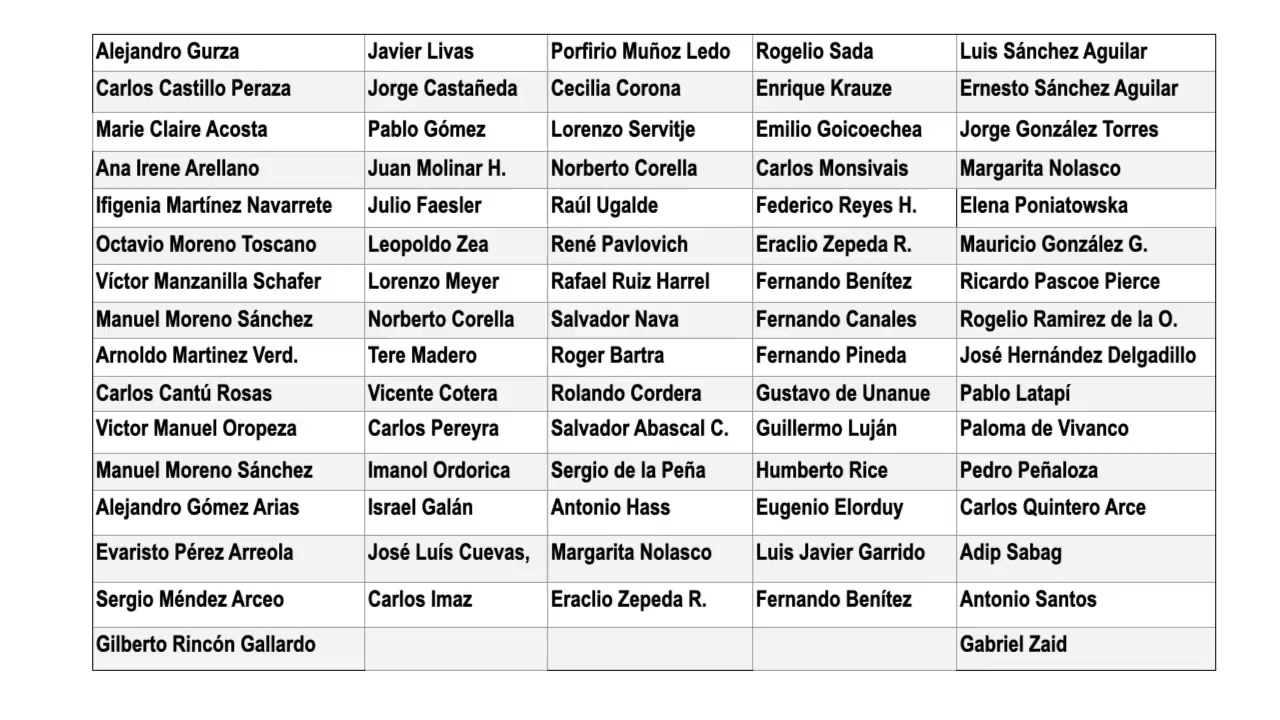 Alejandro Gurza Javier Livas Porfirio Muñoz Ledo Rogelio Sada Luis Sánchez Aguilar
Carlos Castillo Peraza Jorge Castañeda Cecilia Corona Enrique Krauze Ernesto Sánchez Aguilar
Marie Claire Acosta Pablo Gómez Lorenzo Servitje Emilio Goicoechea Jorge González Torres
Ana Irene Arellano Juan Molinar H. Norberto Corella Carlos Monsivais Margarita Nolasco
Ifigenia Martínez Navarrete Julio Faesler Raúl Ugalde Federico Reyes H. Elena Poniatowska
Octavio Moreno Toscano Leopoldo Zea René Pavlovich Eraclio Zepeda R. Mauricio González G.
Víctor Manzanilla Schafer Lorenzo Meyer Rafael Ruiz Harrel Fernando Benítez Ricardo Pascoe Pierce
Manuel Moreno Sánchez Norberto Corella Salvador Nava Fernando Canales Rogelio Ramirez de la O.
Arnoldo Martinez Verd. Tere Madero Roger Bartra Fernando Pineda José Hernández Delgadillo
Carlos Cantú Rosas Vicente Cotera Rolando Cordera Gustavo de Unanue Pablo Latapí
Victor Manuel Oropeza Carlos Pereyra Salvador Abascal C. Guillermo Luján Paloma de Vivanco
Manuel Moreno Sánchez Imanol Ordorica Sergio de la Peña Humberto Rice Pedro Peñaloza
Alejandro Gómez Arias Israel Galán Antonio Hass Eugenio Elorduy Carlos Quintero Arce
Evaristo Pérez Arreola José Luís Cuevas, Margarita Nolasco Luis Javier Garrido Adip Sabag
Sergio Méndez Arceo Carlos Imaz Eraclio Zepeda R. Fernando Benítez Antonio Santos
Gilberto Rincón Gallardo Gabriel Zaid